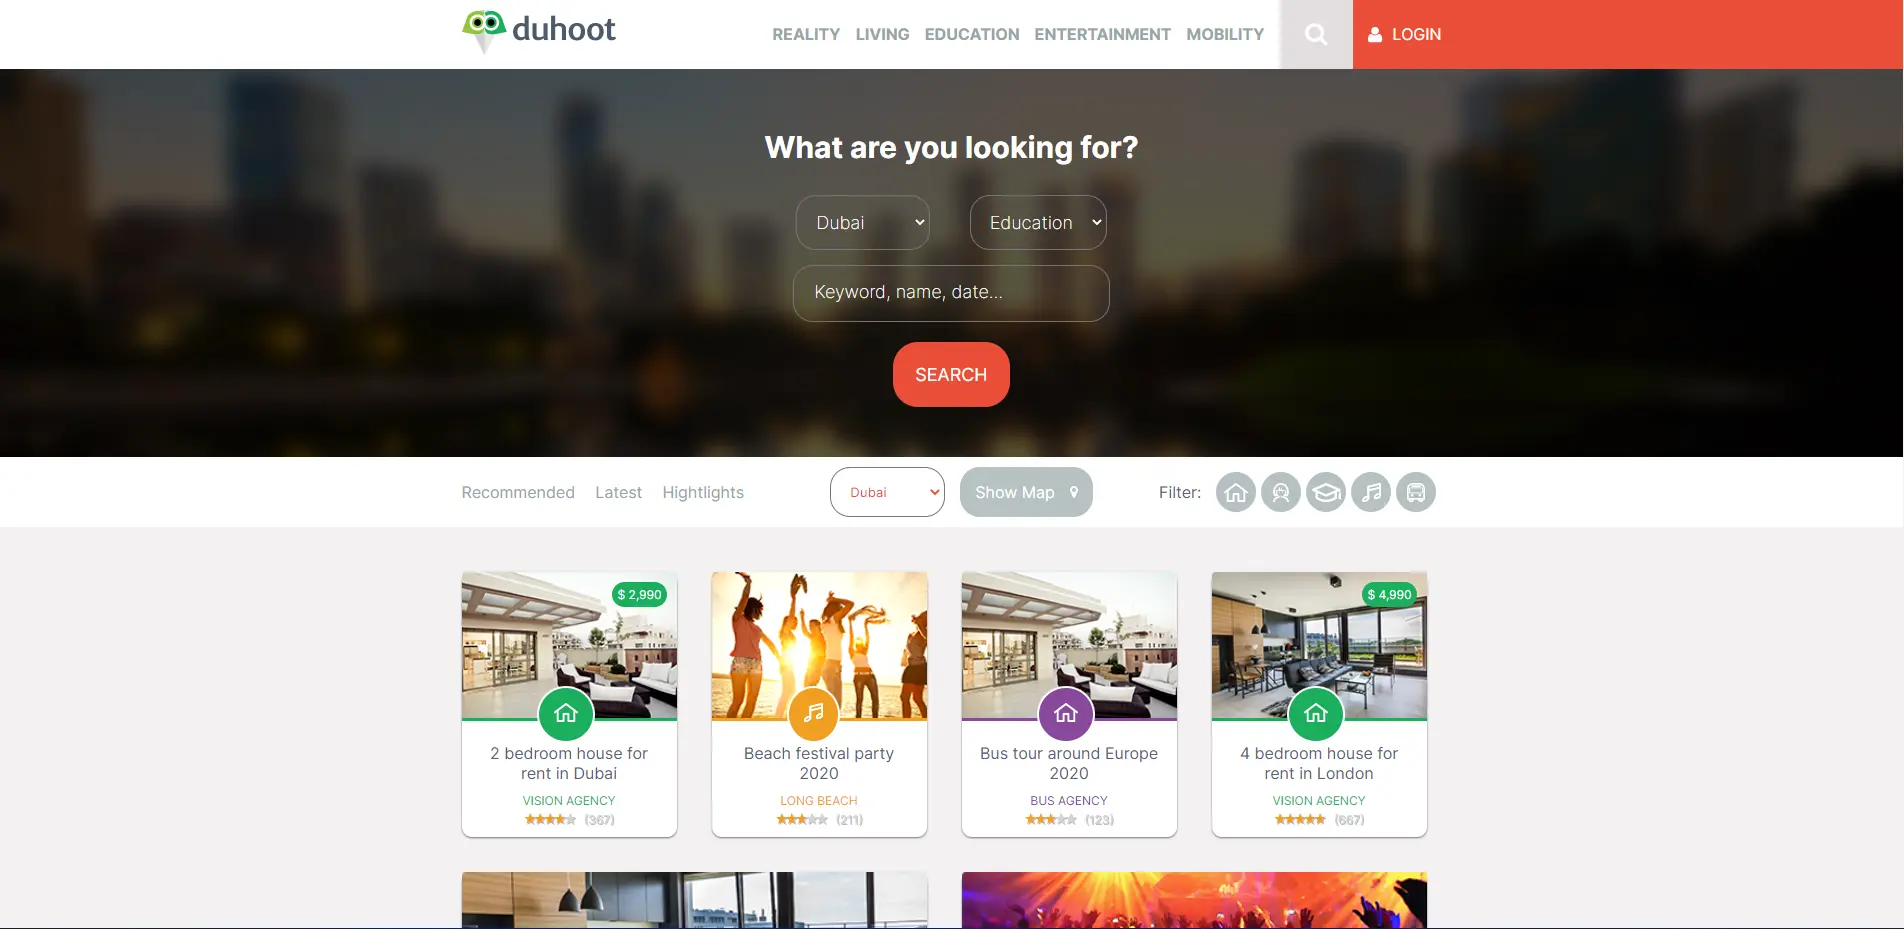 duhoot
REALITY LIVING EDUCATION ENTERTAINMENT MOBILITY
LOGIN
What are you looking for?
Dubai
Education
Keyword, name, date...
SEARCH
Recommended Latest Hightlights
Dubai
Show Map
Filter:
$ 2,990
2 bedroom house for
rent in Dubai
VISION AGENCY
(367)
Beach festival party
2020
LONG BEACH
(211)
Bus tour around Europe
2020
BUS AGENCY
(123)
$ 4,990
4 bedroom house for
rent in London
VISION AGENCY
(667)